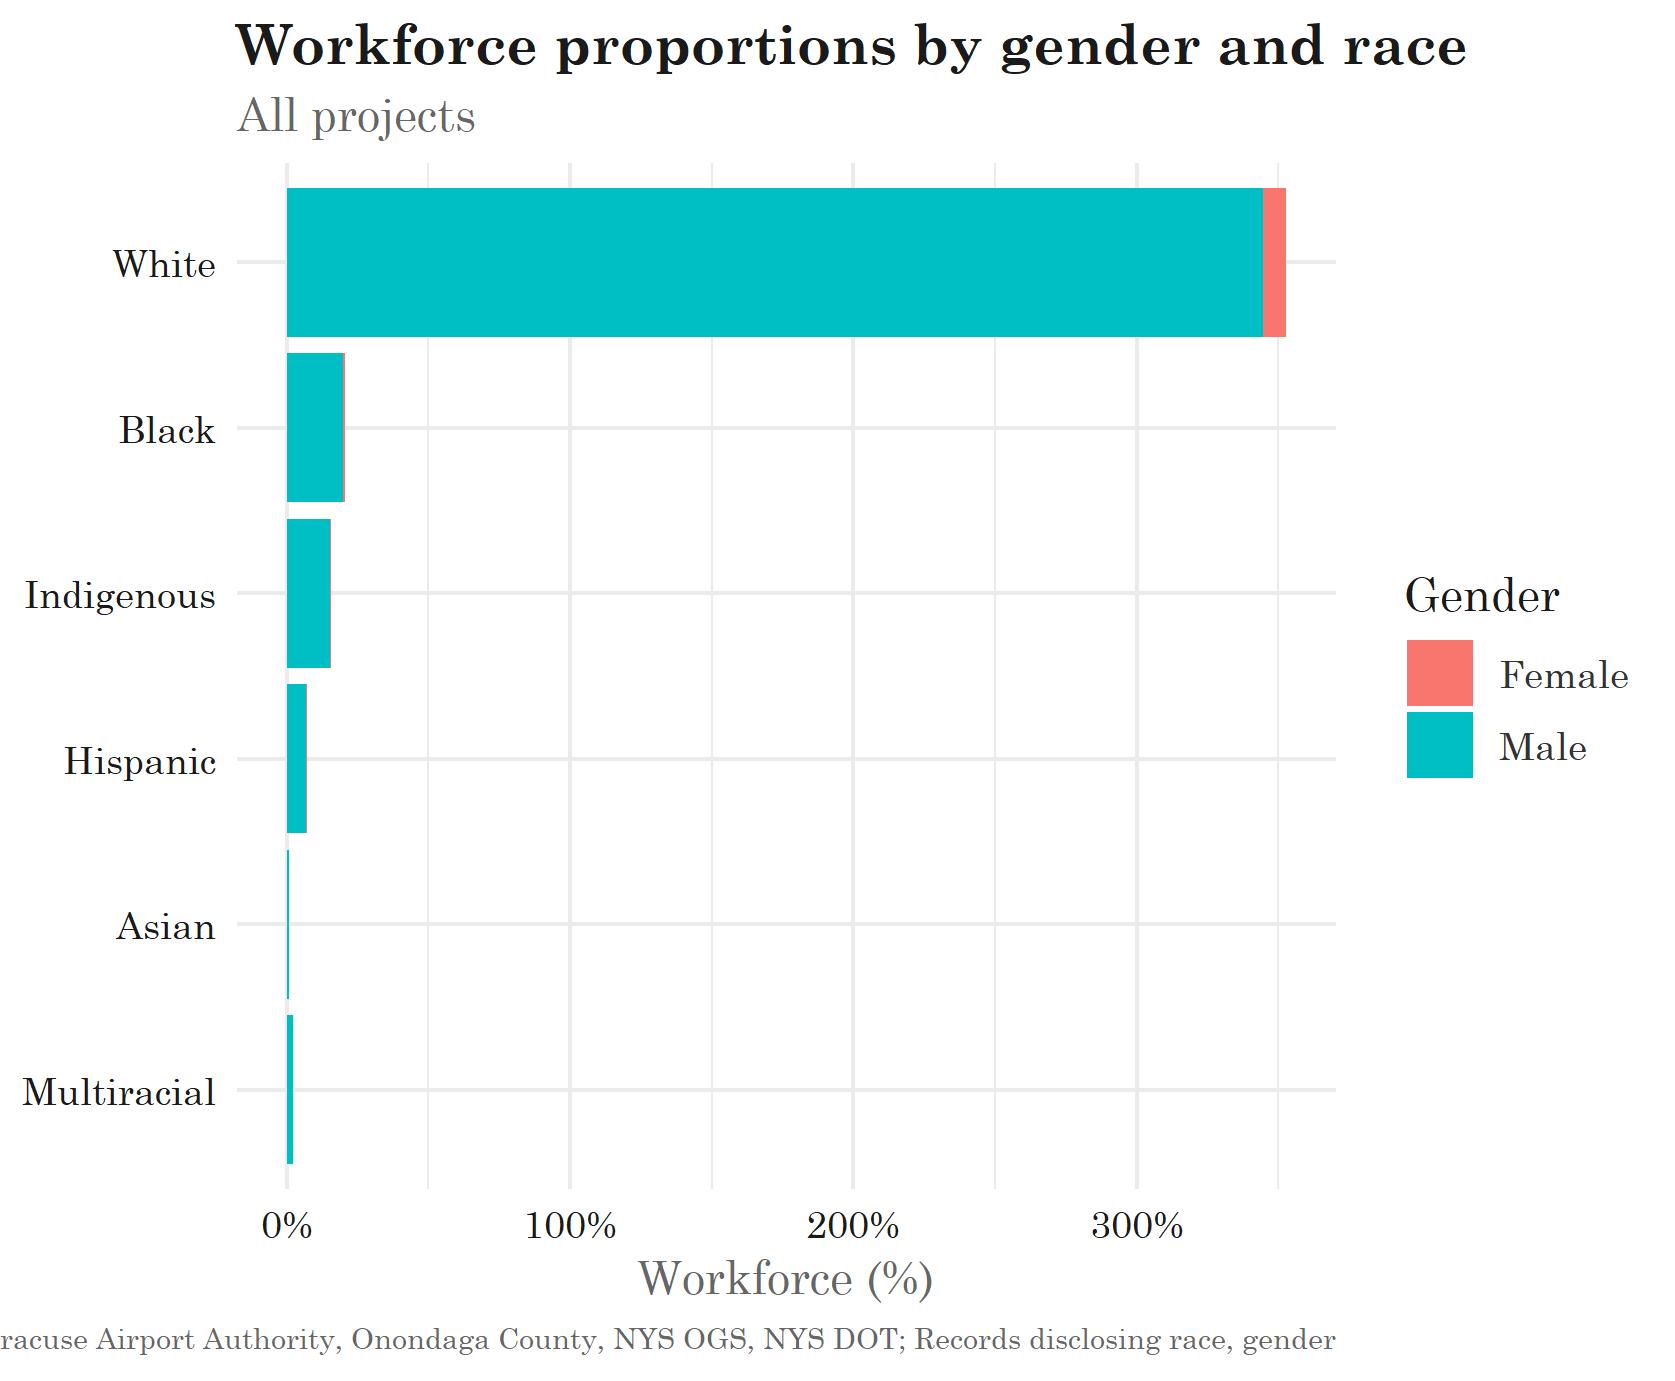 Workforce proportions by gender and race
All projects
White
Black
Indigenous
Hispanic
Asian
Multiracial
0% 100% 200% 300%
Workforce (%)
Gender
Female
Male
Airport Authority, Onondaga County, NYS OGS, NYS DOT; Records disclosing race, gender